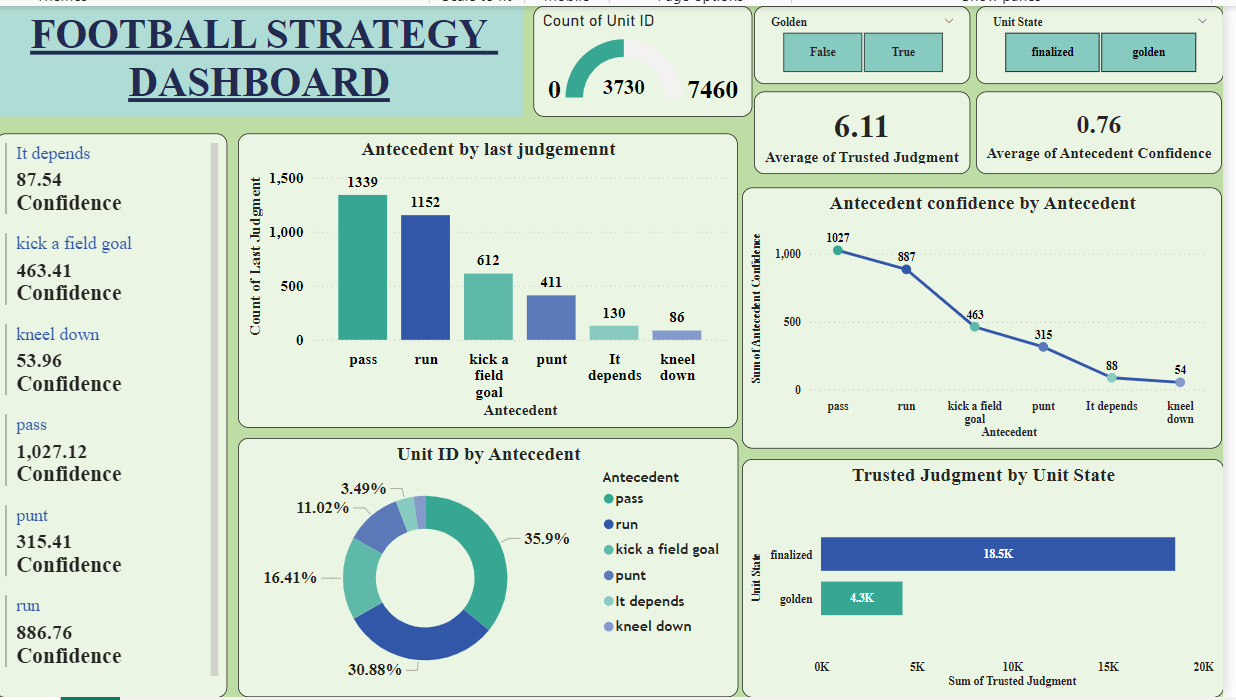 FOOTBALL STRATEGY
DASHBOARD
Count of Unit ID
0
3730
7460
Golden
False
True
Unit State
finalized
golden
6.11
Average of Trusted Judgment
0.76
Average of Antecedent Confidence
It depends
87.54
Confidence
kick a field goal
463.41
Confidence
kneel down
53.96
Confidence
pass
1,027.12
Confidence
punt
315.41
Confidence
run
886.76
Confidence
Antecedent by last judgemennt
Count of Last Judgment
1,500
1,000
500
0
1339
1152
612
411
130
86
pass
run
kick a
field
goal
punt
It
depends
kneel
down
Antecedent
Antecedent confidence by Antecedent
Sum of Antecedent Confidence
1,000
500
0
1027
887
463
315
88
54
pass
run
kick a field
goal
punt
It depends
kneel
down
Antecedent
Unit ID by Antecedent
3.49%
11.02%
16.41%
30.88%
35.9%
Antecedent
pass
run
kick a field goal
punt
It depends
kneel down
Trusted Judgment by Unit State
Unit State
finalized
18.5K
golden
4.3K
0K
5K
10K
15K
20K
Sum of Trusted Judgment